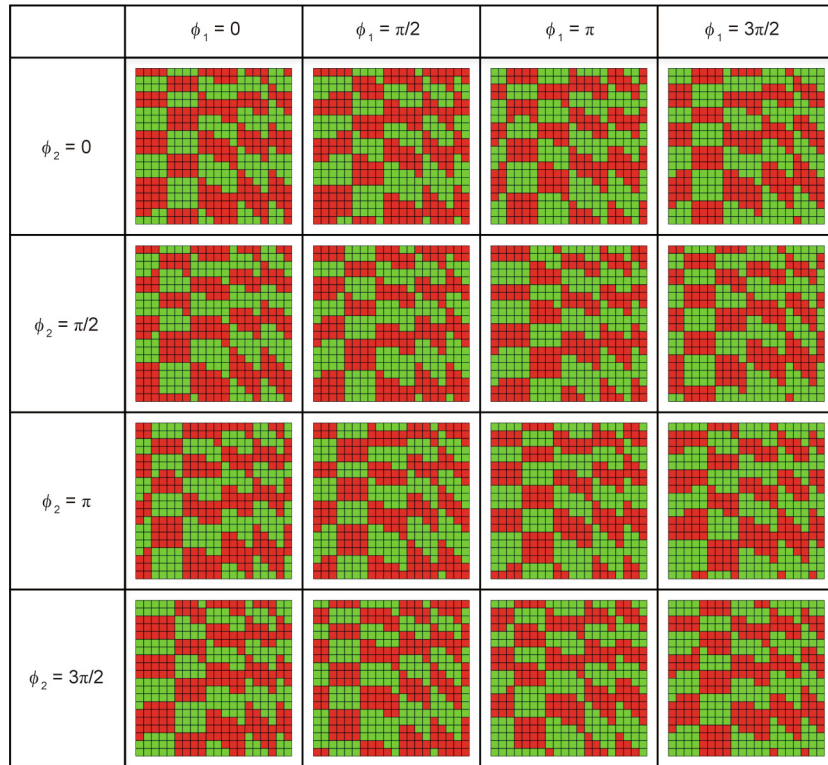 ϕ₁ = 0 ϕ₁ = π/2 ϕ₁ = π ϕ₁ = 3π/2
ϕ₂ = 0
ϕ₂ = π/2
ϕ₂ = π
ϕ₂ = 3π/2